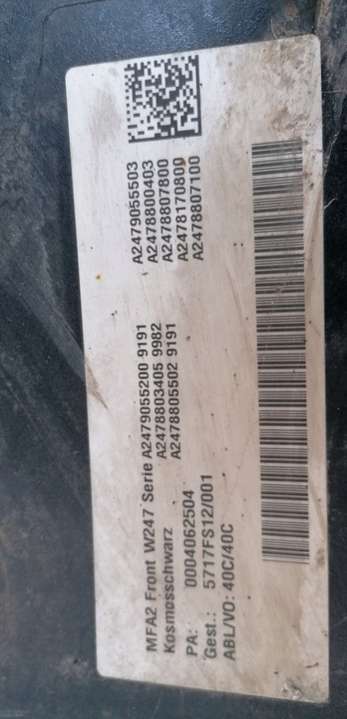 MFA2 Front W247 Serie A2479055200 9191 A2479055503
Kosmosschwarz A2478803405 9982 A2478800403
A2478805502 9191 A2478807800
PA: 0004062504 A2478170800
Gest.: 5717FS12/001 A2478807100
ABL/VO: 40C/40C